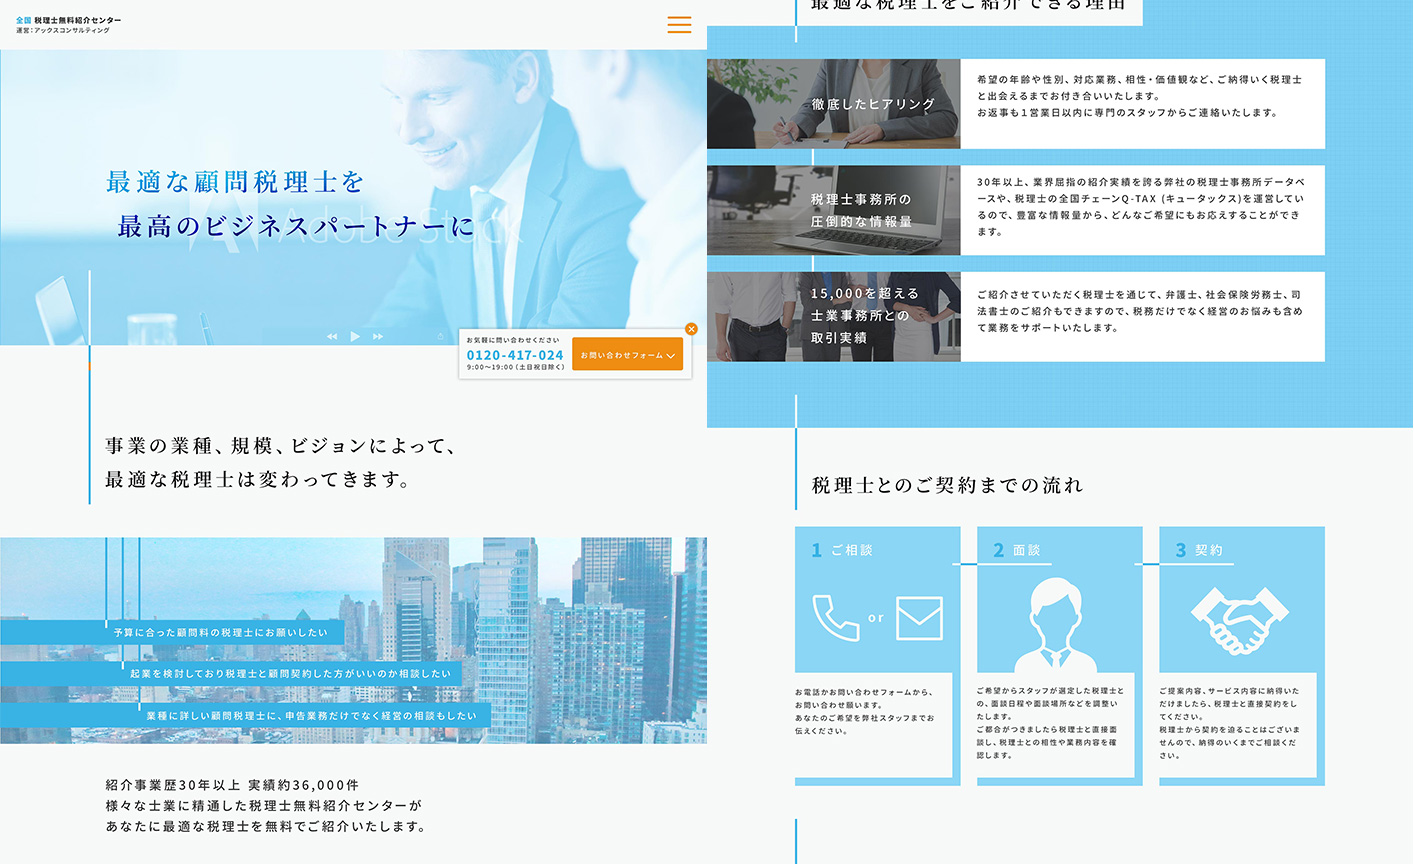 全国 税理士無料紹介センター
運営：アックスコンサルティング
最適な顧問税理士を
最高のビジネスパートナーに
Adobe Stock
お気軽に問い合わせください
0120-417-024
9:00〜19:00（土日祝日除く）
お問い合わせフォーム
事業の業種、規模、ビジョンによって、
最適な税理士は変わってきます。
予算に合った顧問料の税理士にお願いしたい
起業を検討しており税理士と顧問契約した方がいいのか相談したい
業種に詳しい顧問税理士に、申告業務だけでなく経営の相談もしたい
紹介事業歴30年以上 実績約36,000件
様々な士業に精通した税理士無料紹介センターが
あなたに最適な税理士を無料でご紹介いたします。
最適な税理士をご紹介できる理由
徹底したヒアリング
希望の年齢や性別、対応業務、相性・価値観など、ご納得いく税理士
と出会えるまでお付き合いいたします。
お返事も1営業日以内に専門のスタッフからご連絡いたします。
税理士事務所の
圧倒的な情報量
30年以上、業界屈指の紹介実績を誇る弊社の税理士事務所データベ
ースや、税理士の全国チェーンQ-TAX (キュータックス)を運営してい
るので、豊富な情報量から、どんなご希望にもお応えすることができ
ます。
15,000を超える
士業事務所との
取引実績
ご紹介させていただく税理士を通じて、弁護士、社会保険労務士、司
法書士のご紹介もできますので、税務だけでなく経営のお悩みも含め
て業務をサポートいたします。
税理士とのご契約までの流れ
1 ご相談
or
お電話かお問い合わせフォームから、
お問い合わせ願います。
あなたのご希望を弊社スタッフまでお
伝えください。
2 面談
ご希望からスタッフが選定した税理士と
の、面談日程や面談場所などを調整い
たします。
ご都合がつきましたら税理士と直接面
談し、税理士との相性や業務内容を確
認します。
3 契約
ご提案内容、サービス内容に納得いた
だけましたら、税理士と直接契約をし
てください。
税理士から契約を迫ることはございま
せんので、納得のいくまでご相談くだ
さい。